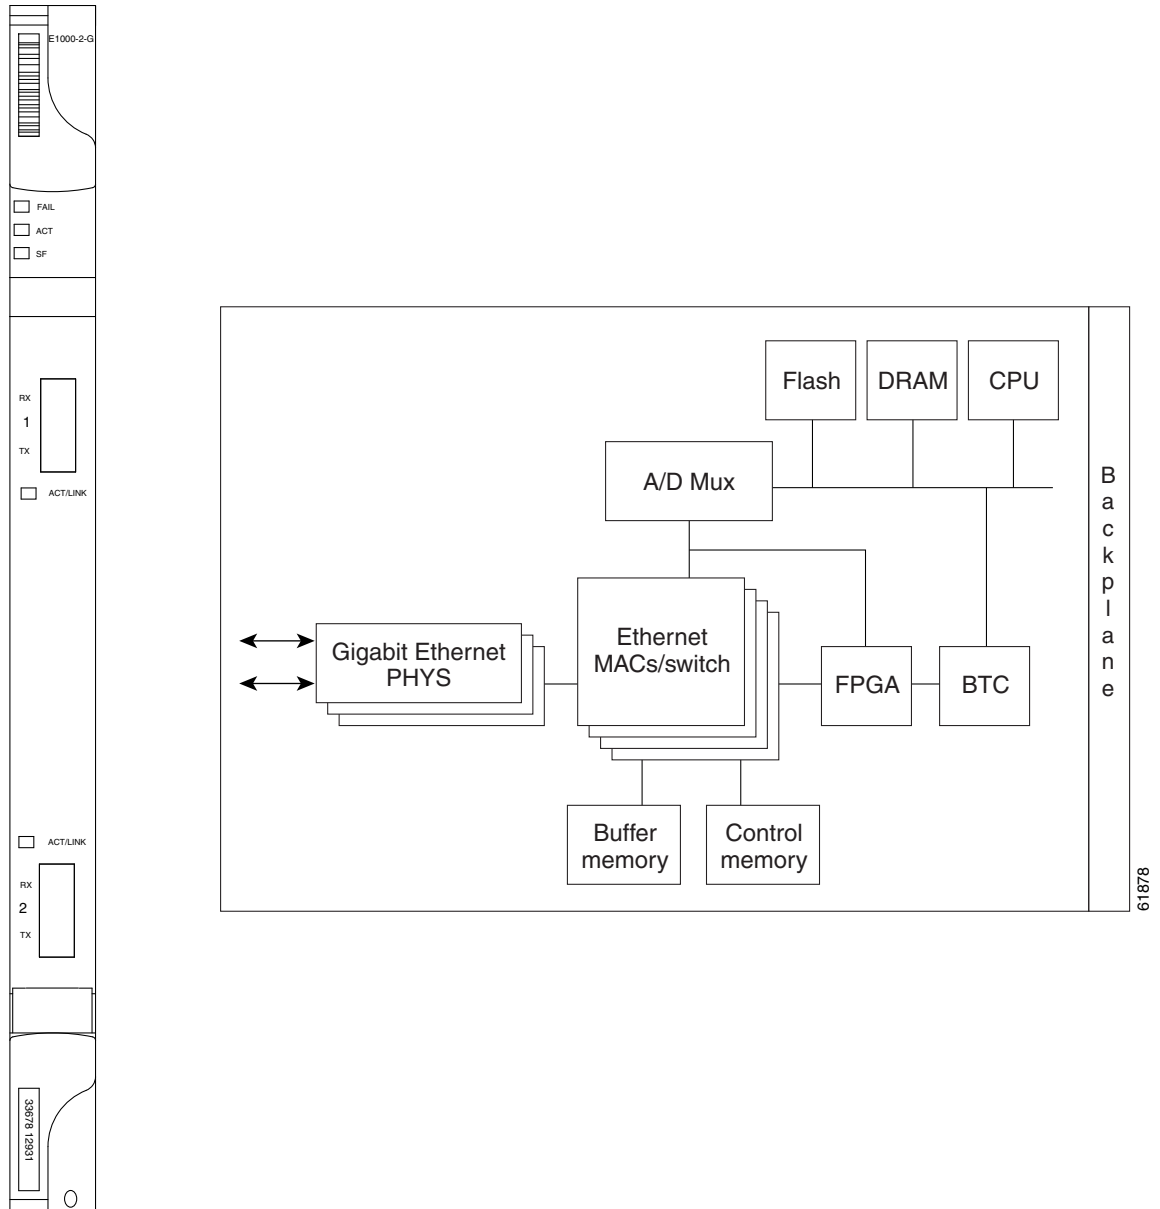 E1000-2-G
FAIL
ACT
SF
RX
1
TX
ACT/LINK
ACT/LINK
RX
2
TX
33678 12931
Flash
DRAM
CPU
A/D Mux
Ethernet
MACs/switch
Gigabit Ethernet
PHYS
FPGA
BTC
Buffer
memory
Control
memory
Backplane
61878